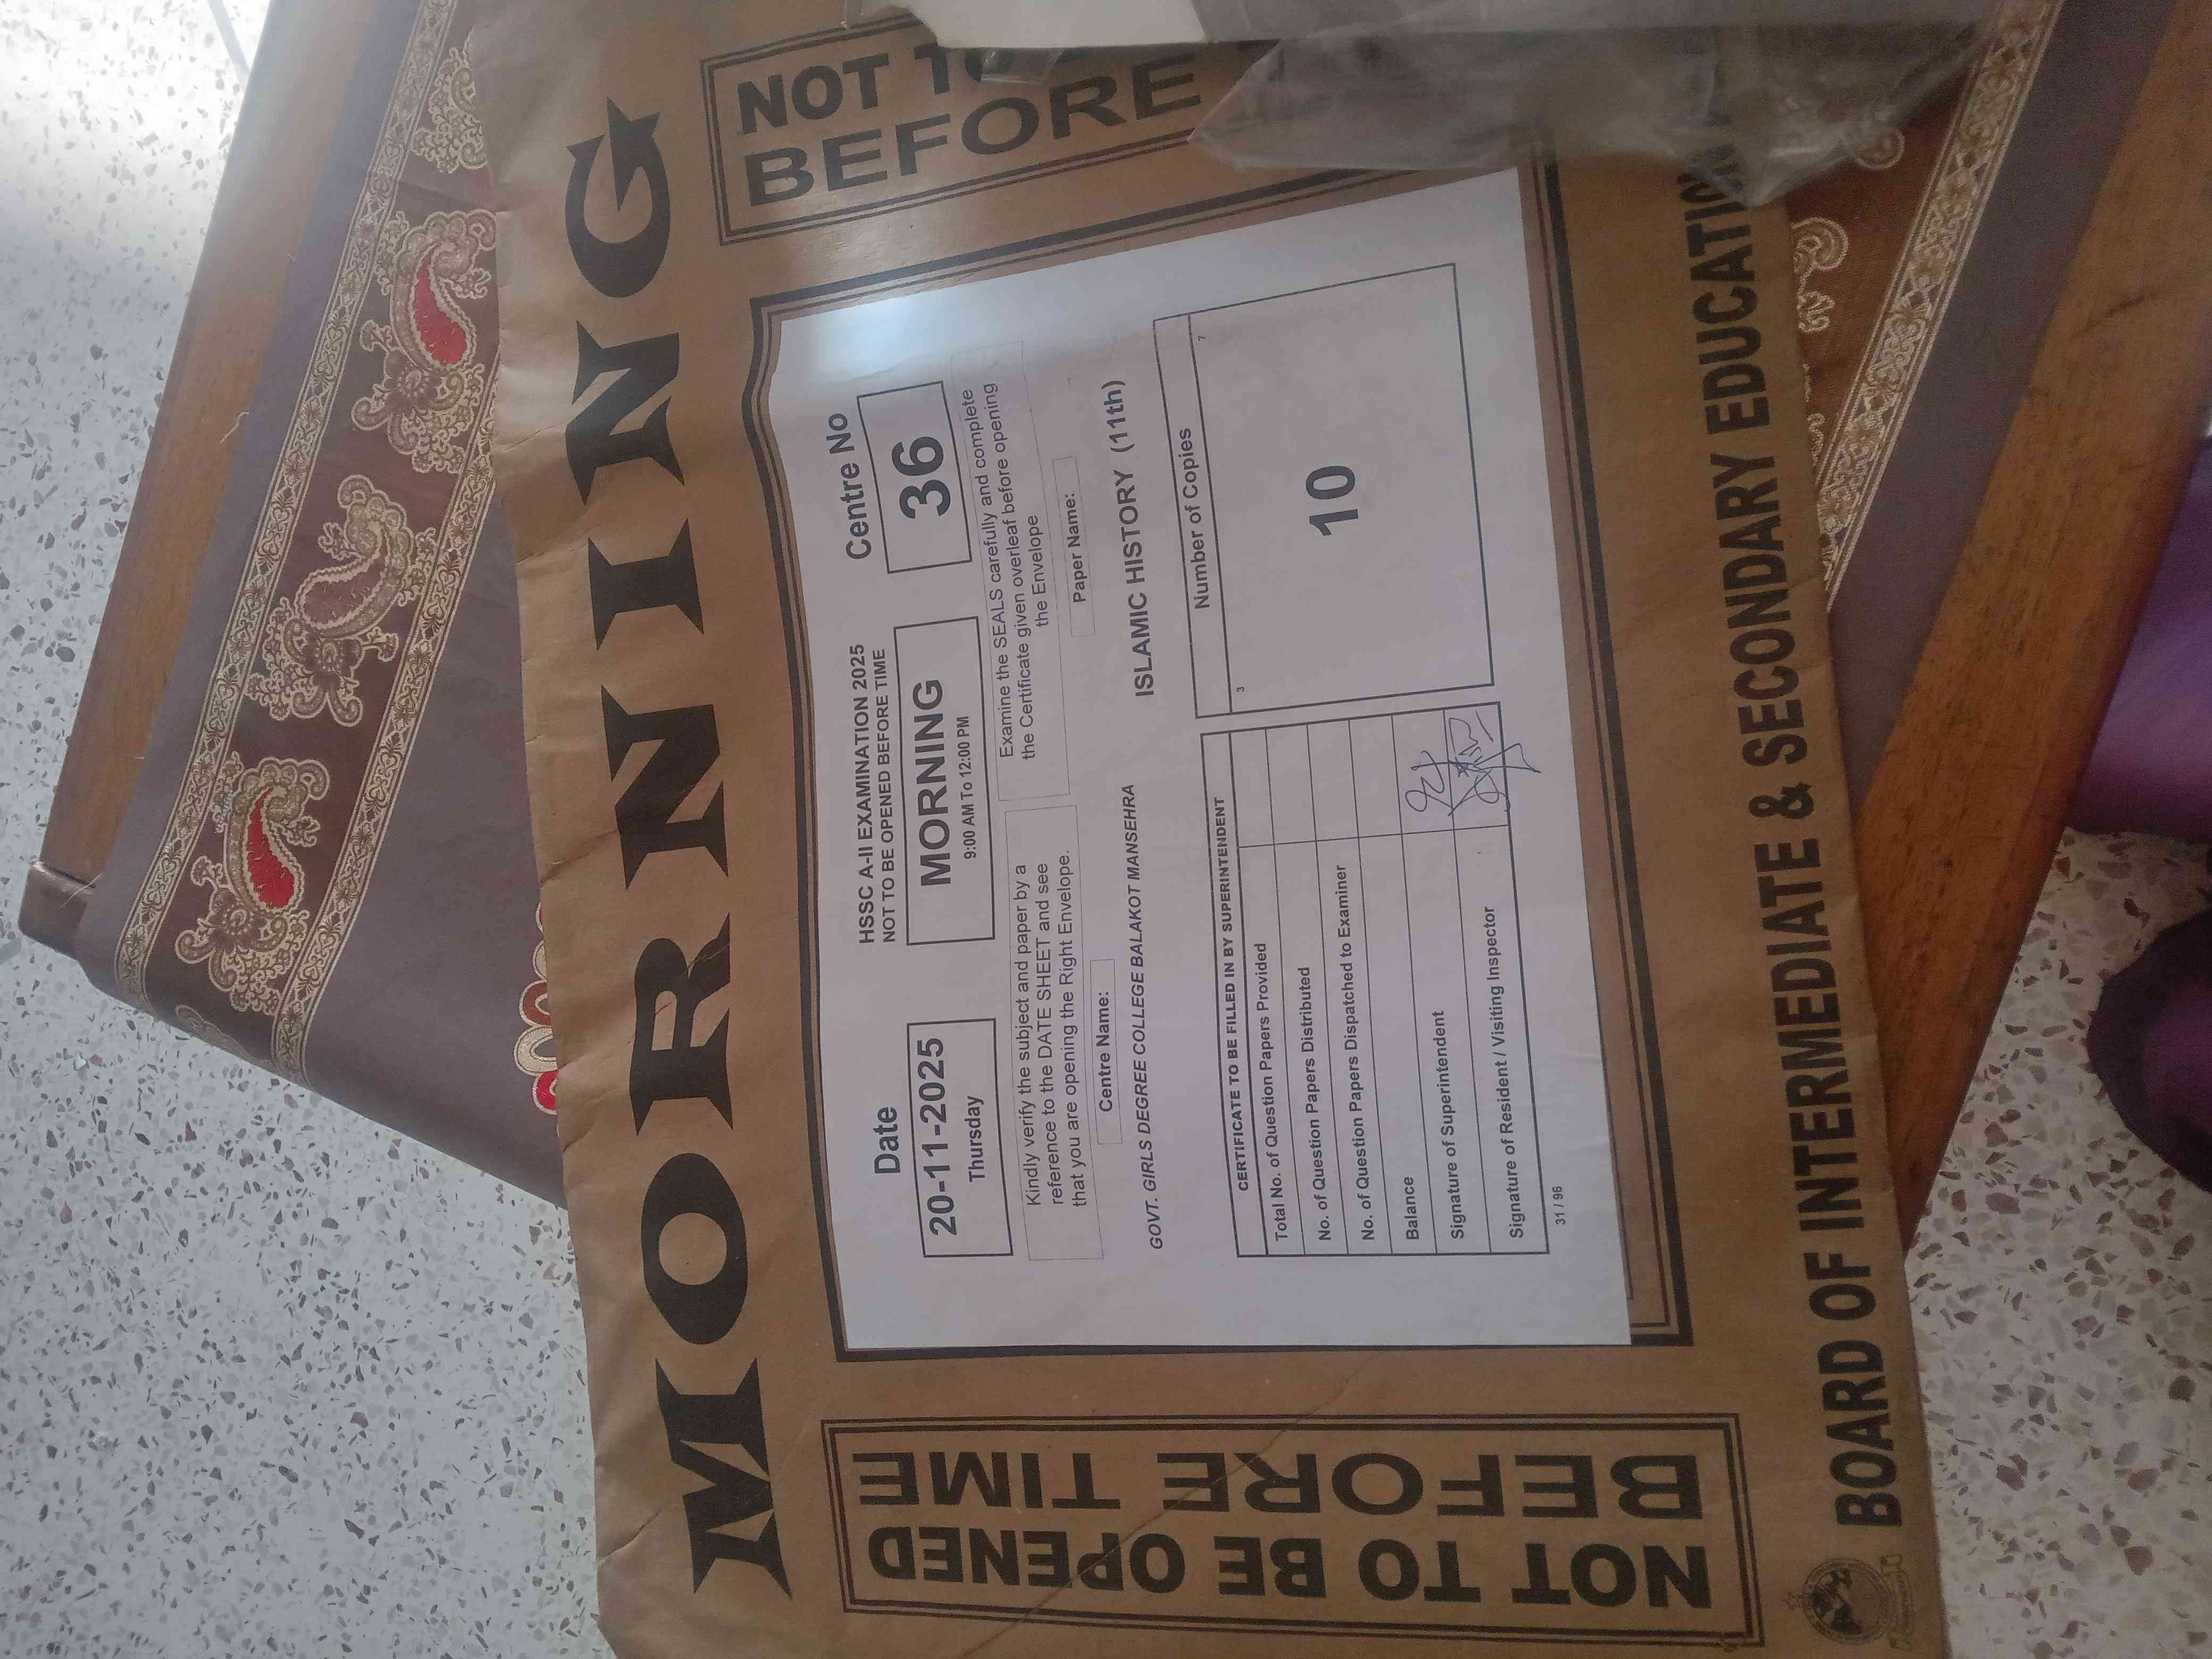 MORNING
NOT TO BE OPENED
BEFORE TIME
NOT TO
BEFORE
Date
20-11-2025
Thursday
HSSC A-II EXAMINATION 2025
NOT TO BE OPENED BEFORE TIME
MORNING
9:00 AM To 12:00 PM
Centre No
36
Kindly verify the subject and paper by a
reference to the DATE SHEET and see
that you are opening the Right Envelope.
Examine the SEALS carefully and complete
the Certificate given overleaf before opening
the Envelope
Centre Name:
GOVT. GIRLS DEGREE COLLEGE BALAKOT MANSEHRA
Paper Name:
ISLAMIC HISTORY (11th)
CERTIFICATE TO BE FILLED IN BY SUPERINTENDENT
Total No. of Question Papers Provided
No. of Question Papers Distributed
No. of Question Papers Dispatched to Examiner
Balance
Signature of Superintendent
Signature of Resident / Visiting Inspector
Number of Copies
3
7
10
31 / 96
BOARD OF INTERMEDIATE & SECONDARY EDUCATION